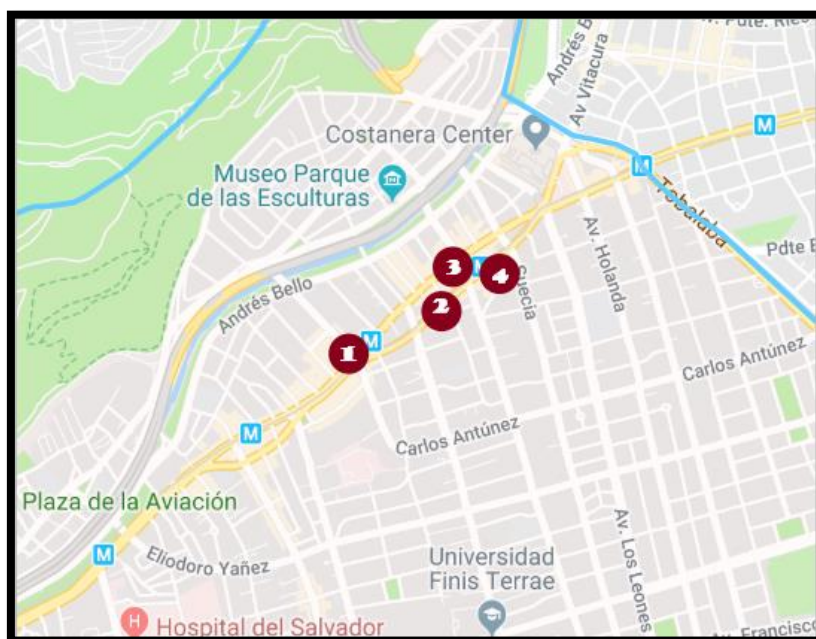 Andrés B
Av Vitacura
Costanera Center
M
M
Museo Parque
de las Esculturas
Tobalaba
Av. Holanda
Pdte E
3
M
4
Suecia
Andrés Bello
2
1
M
Carlos Antúnez
Carlos Antúnez
M
Plaza de la Aviación
M
Eliodoro Yañez
Universidad
Finis Terrae
Av. Los Leones
H
Hospital del Salvador
Av. Francisco